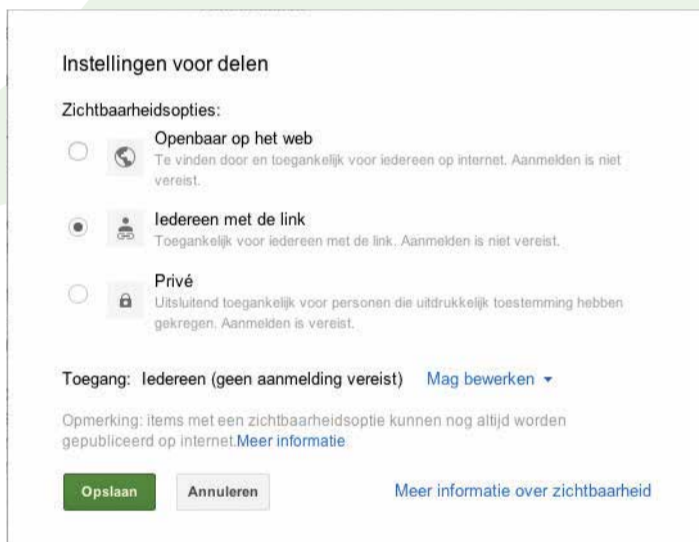 Instellingen voor delen
Zichtbaarheidsopties:
Openbaar op het web
Te vinden door en toegankelijk voor iedereen op internet. Aanmelden is niet
vereist.
Iedereen met de link
Toegankelijk voor iedereen met de link. Aanmelden is niet vereist.
Privé
Uitsluitend toegankelijk voor personen die uitdrukkelijk toestemming hebben
gekregen. Aanmelden is vereist.
Toegang: Iedereen (geen aanmelding vereist) Mag bewerken
Opmerking: items met een zichtbaarheidsoptie kunnen nog altijd worden
gepubliceerd op internet.Meer informatie
Opslaan Annuleren Meer informatie over zichtbaarheid